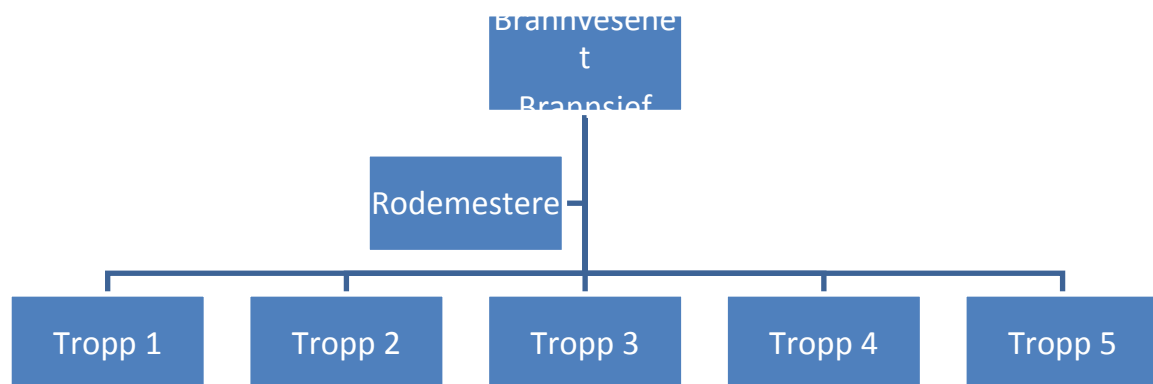 Brannvesene
t
Brannsjef
Rodemestere
Tropp 1
Tropp 2
Tropp 3
Tropp 4
Tropp 5